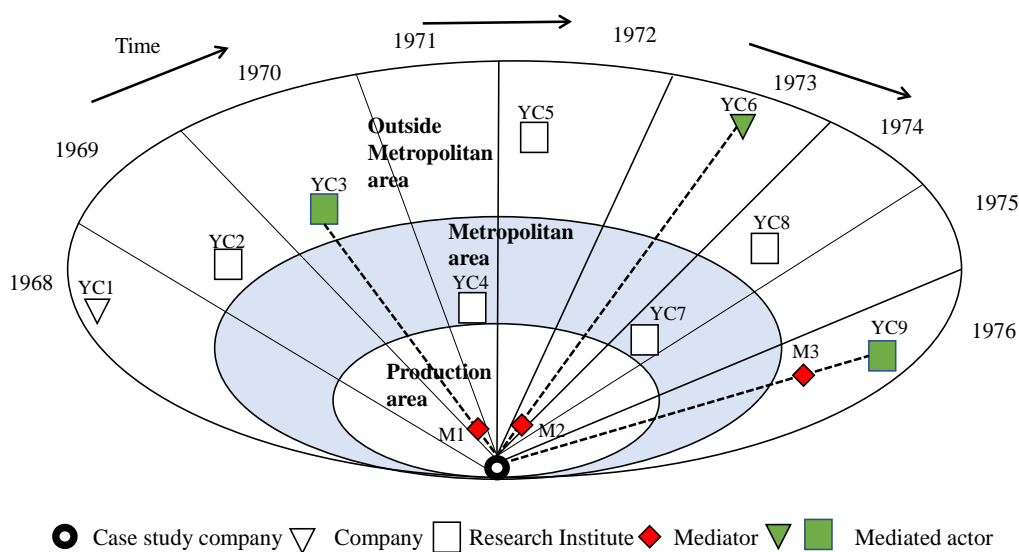 Time
1971
1972
1970
1973
1969
1974
YC5
YC6
Outside
Metropolitan
area
YC3
1975
YC2
Metropolitan
area
YC8
1968
YC1
YC4
YC7
1976
YC9
M3
Production
area
M1
M2
Case study company
Company
Research Institute
Mediator
Mediated actor